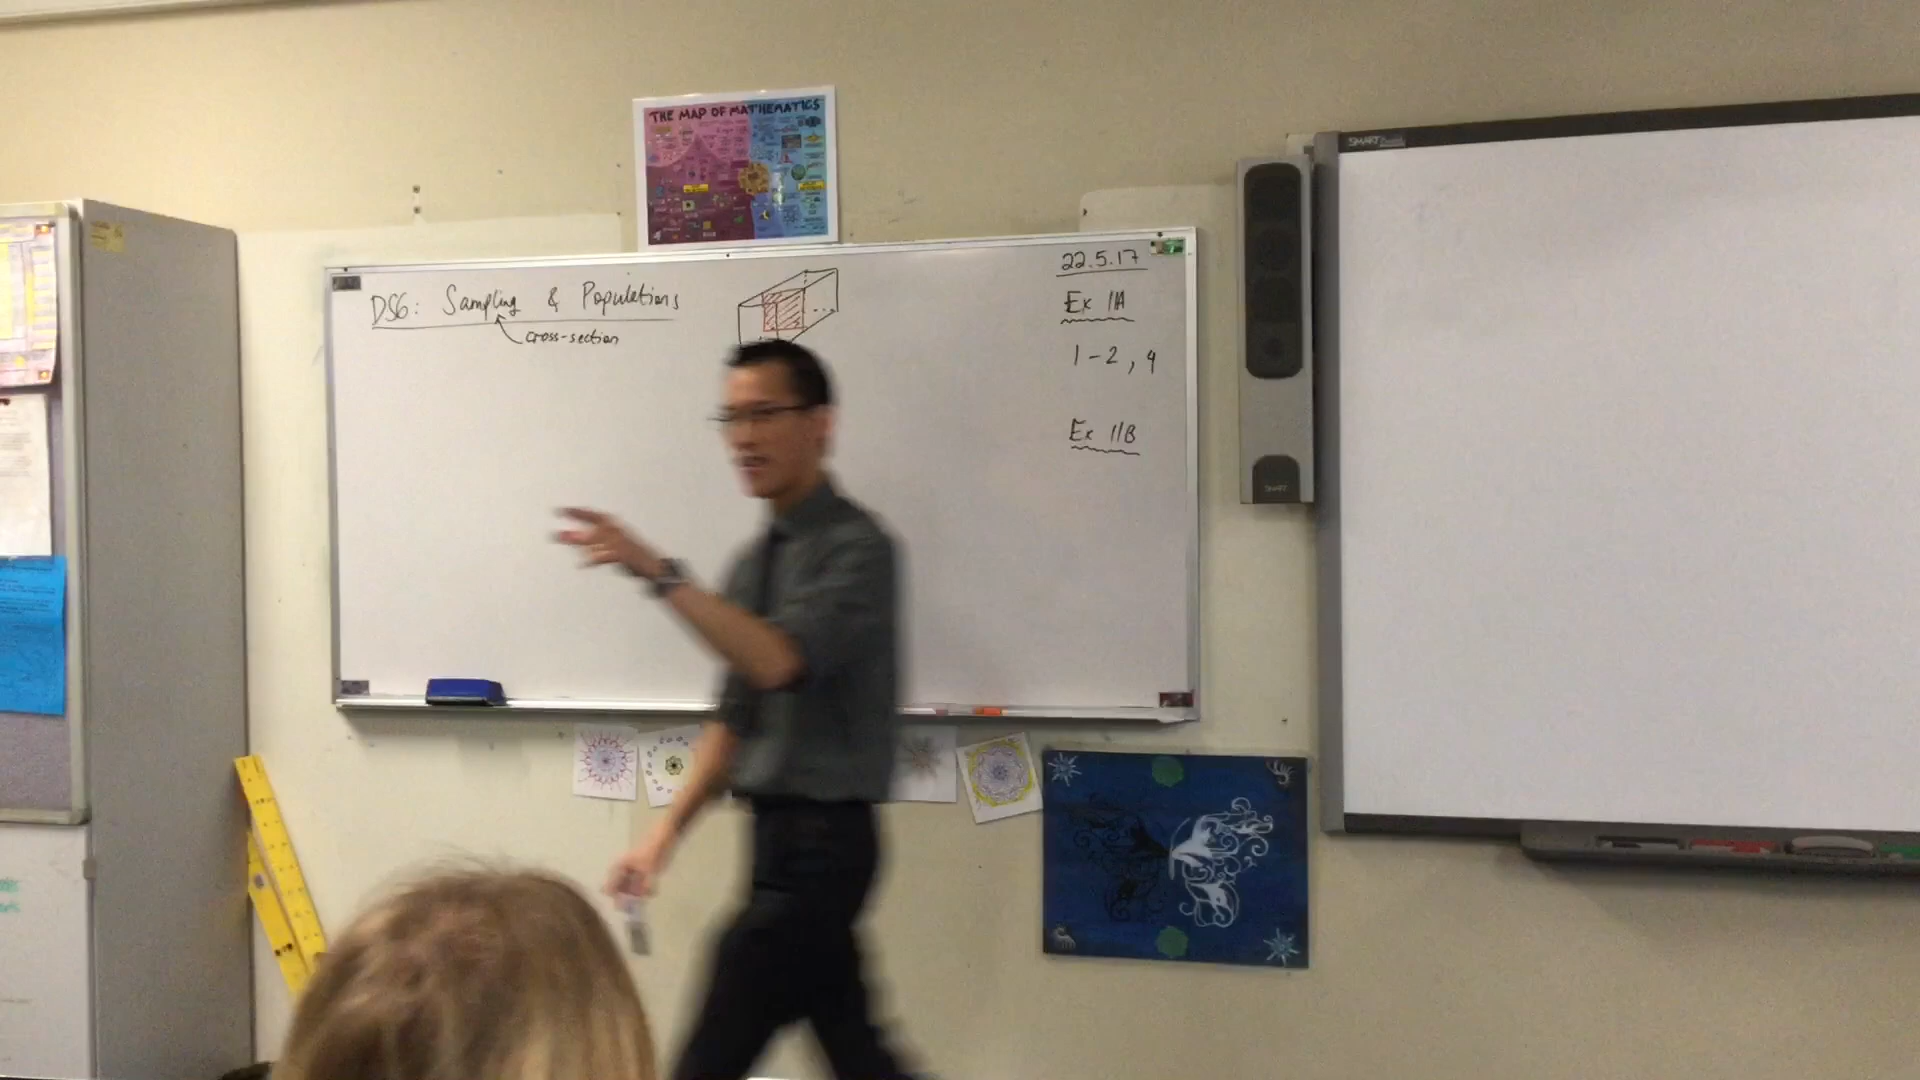 THE MAP OF MATHEMATICS
SMART
22.5.17
DS6: Sampling & Populations
cross-section
Ex 11A
1-2, 4
Ex 11B
SMART